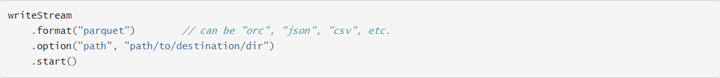 writeStream
    .format("parquet")        // can be "orc", "json", "csv", etc.
    .option("path", "path/to/destination/dir")
    .start()